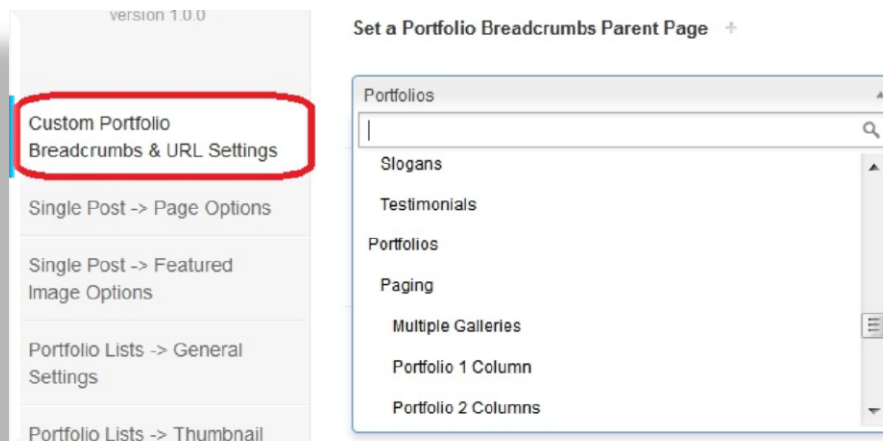 version 1.0.0
Custom Portfolio
Breadcrumbs & URL Settings
Single Post -> Page Options
Single Post -> Featured
Image Options
Portfolio Lists -> General
Settings
Portfolio Lists -> Thumbnail
Set a Portfolio Breadcrumbs Parent Page +
Portfolios
Slogans
Testimonials
Portfolios
Paging
Multiple Galleries
Portfolio 1 Column
Portfolio 2 Columns